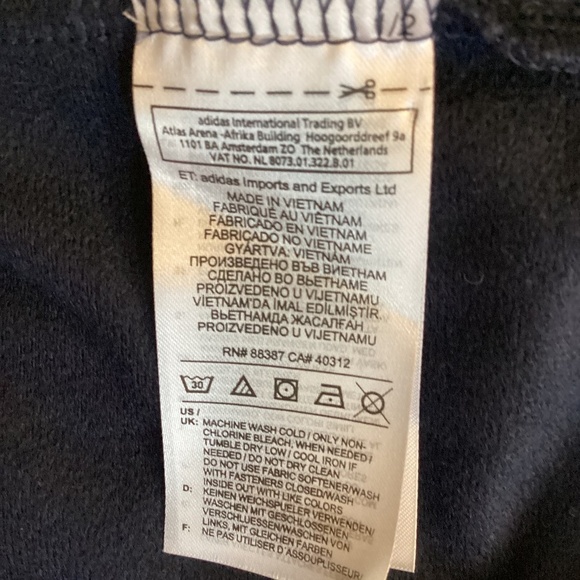 1/2
adidas International Trading BV
Atlas Arena -Afrika Building Hoogoorddreef 9a
1101 BA Amsterdam ZO The Netherlands
VAT NO. NL 8073.01.322.B.01
ET: adidas Imports and Exports Ltd
MADE IN VIETNAM
FABRIQUÉ AU VIÊTNAM
FABRICADO EN VIETNAM
FABRICADO NO VIETNAME
GYÁRTVA: VIETNÁM
ПРОИЗВЕДЕНО ВЪВ ВИЕТНАМ
СДЕЛАНО ВО ВЬЕТНАМЕ
PROIZVEDENO U VIJETNAMU
VİETNAM'DA İMAL EDİLMİŞTİR.
ВЬЕТНАМДА ЖАСАЛҒАН
PROIZVEDENO U VIJETNAMU
RN# 88387 CA# 40312
30
US /
UK: MACHINE WASH COLD / ONLY NON-
CHLORINE BLEACH, WHEN NEEDED /
TUMBLE DRY LOW / COOL IRON IF
NEEDED / DO NOT DRY CLEAN
DO NOT USE FABRIC SOFTENER/WASH
WITH FASTENERS CLOSED/WASH
INSIDE OUT WITH LIKE COLORS
D: KEINEN WEICHSPUELER VERWENDEN/
WASCHEN MIT GESCHLOSSENEN
VERSCHLUESSEN/WASCHEN VON
LINKS, MIT GLEICHEN FARBEN
F: NE PAS UTILISER D'ASSOUPLISSEUR/